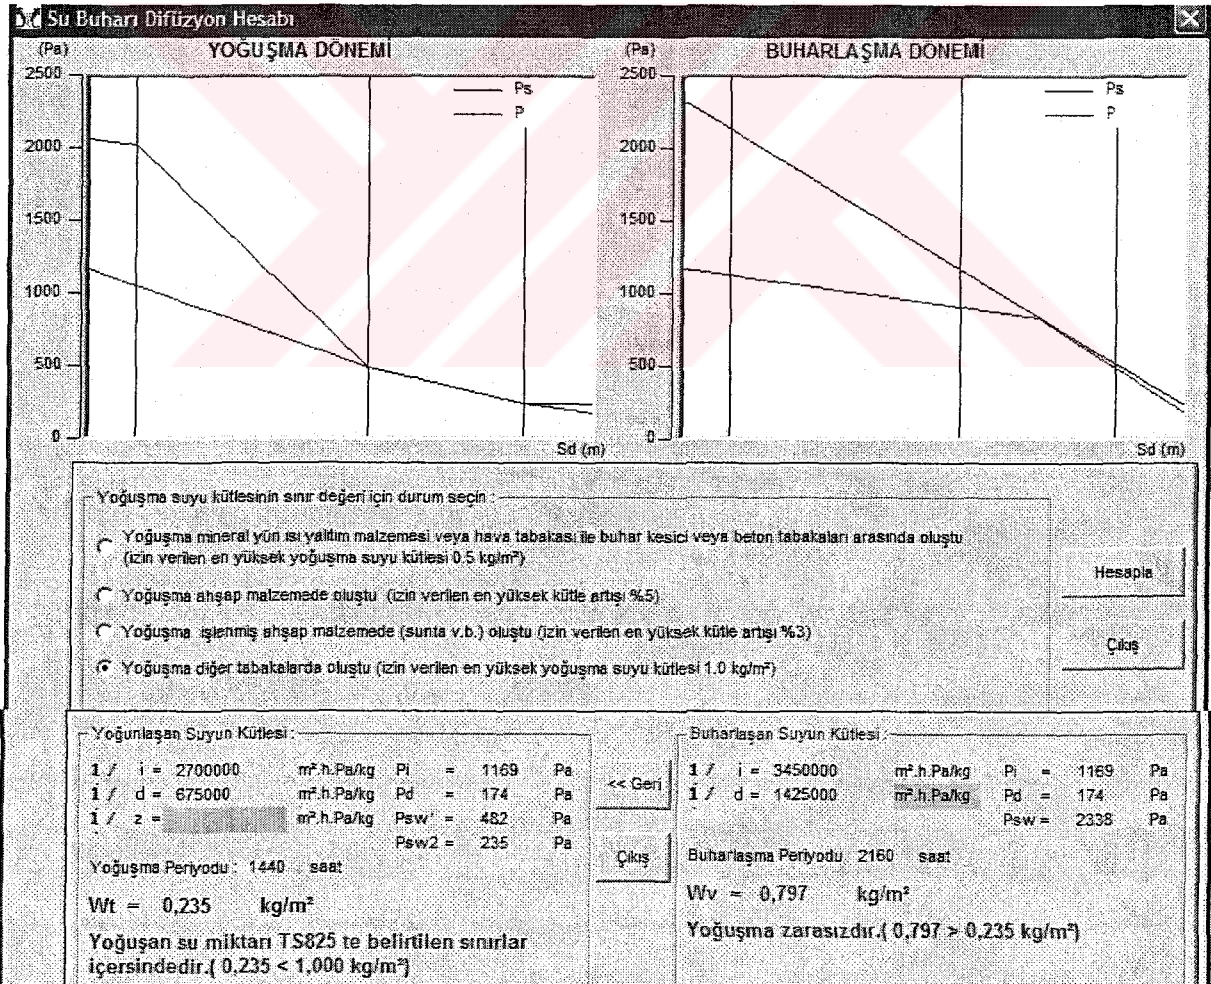 Su Buharı Difüzyon Hesabı
(Pa)
YOĞUŞMA DÖNEMİ
2500
2000
1500
1000
500
0
Ps
P
Sd (m)
(Pa)
BUHARLAŞMA DÖNEMİ
2500
2000
1500
1000
500
0
Ps
P
Sd (m)
Yoğuşma suyu kütlesinin sınır değeri için durum seçin :
Yoğuşma mineral yün ısı yalıtım malzemesi veya hava tabakası ile buhar kesici veya beton tabakaları arasında oluştu
(izin verilen en yüksek yoğuşma suyu kütlesi 0.5 kg/m²)
Yoğuşma ahşap malzemede oluştu (izin verilen en yüksek kütle artışı %5)
Yoğuşma işlenmiş ahşap malzemede (sunta v.b.) oluştu (izin verilen en yüksek kütle artışı %3)
Yoğuşma diğer tabakalarda oluştu (izin verilen en yüksek yoğuşma suyu kütlesi 1.0 kg/m²)
Hesapla
Çıkış
Yoğunlaşan Suyun Kütlesi :
1 / i = 2700000 m².h.Pa/kg Pi = 1169 Pa
1 / d = 675000 m².h.Pa/kg Pd = 174 Pa
1 / z = m².h.Pa/kg Psw' = 482 Pa
Psw2 = 235 Pa
Yoğuşma Periyodu : 1440 saat
Wt = 0,235 kg/m²
Yoğuşan su miktarı TS825 te belirtilen sınırlar
içersindedir.( 0,235 < 1,000 kg/m²)
<< Geri
Çıkış
Buharlaşan Suyun Kütlesi :
1 / i = 3450000 m².h.Pa/kg Pi = 1169 Pa
1 / d = 1425000 m².h.Pa/kg Pd = 174 Pa
Psw = 2338 Pa
Buharlaşma Periyodu 2160 saat
Wv = 0,797 kg/m²
Yoğuşma zarasızdır.( 0,797 > 0,235 kg/m²)